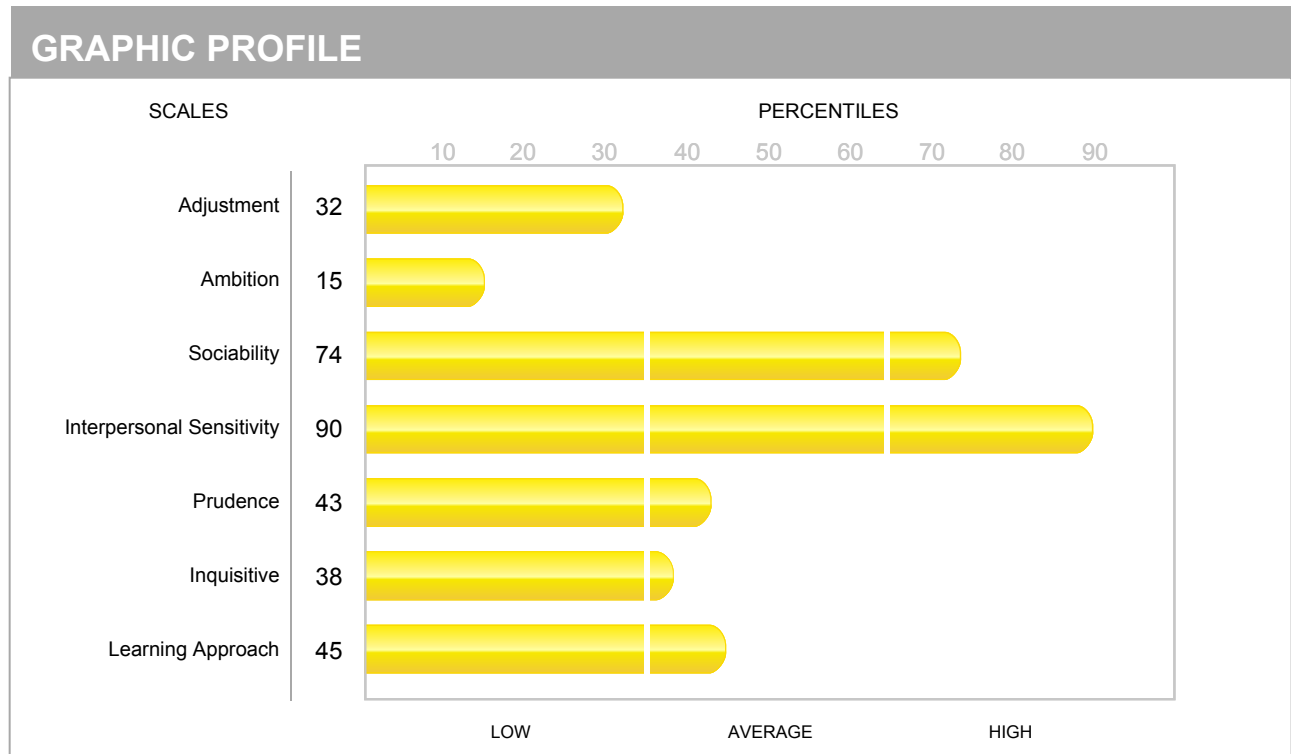 GRAPHIC PROFILE
SCALES PERCENTILES
10 20 30 40 50 60 70 80 90
Adjustment 32
Ambition 15
Sociability 74
Interpersonal Sensitivity 90
Prudence 43
Inquisitive 38
Learning Approach 45
LOW AVERAGE HIGH